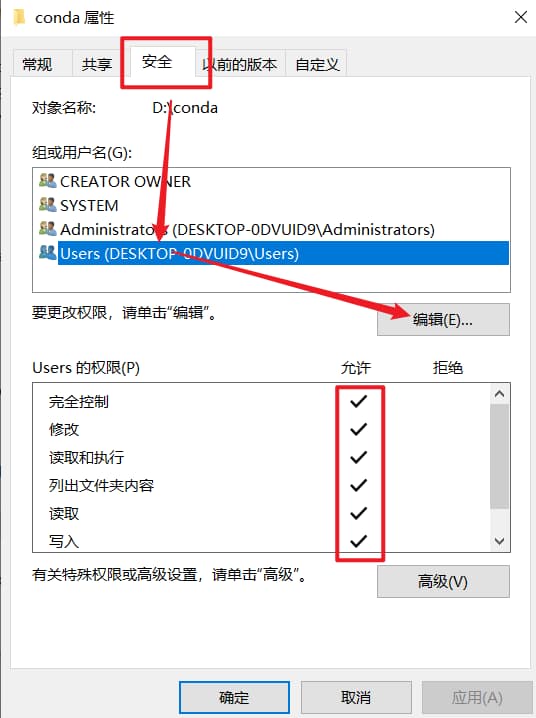 conda 属性
常规 共享 安全 以前的版本 自定义
对象名称: D:\conda
组或用户名(G):
CREATOR OWNER
SYSTEM
Administrators (DESKTOP-0DVUID9\Administrators)
Users (DESKTOP-0DVUID9\Users)
要更改权限，请单击“编辑”。
编辑(E)...
Users 的权限(P) 允许 拒绝
完全控制
修改
读取和执行
列出文件夹内容
读取
写入
有关特殊权限或高级设置，请单击“高级”。
高级(V)
确定 取消 应用(A)